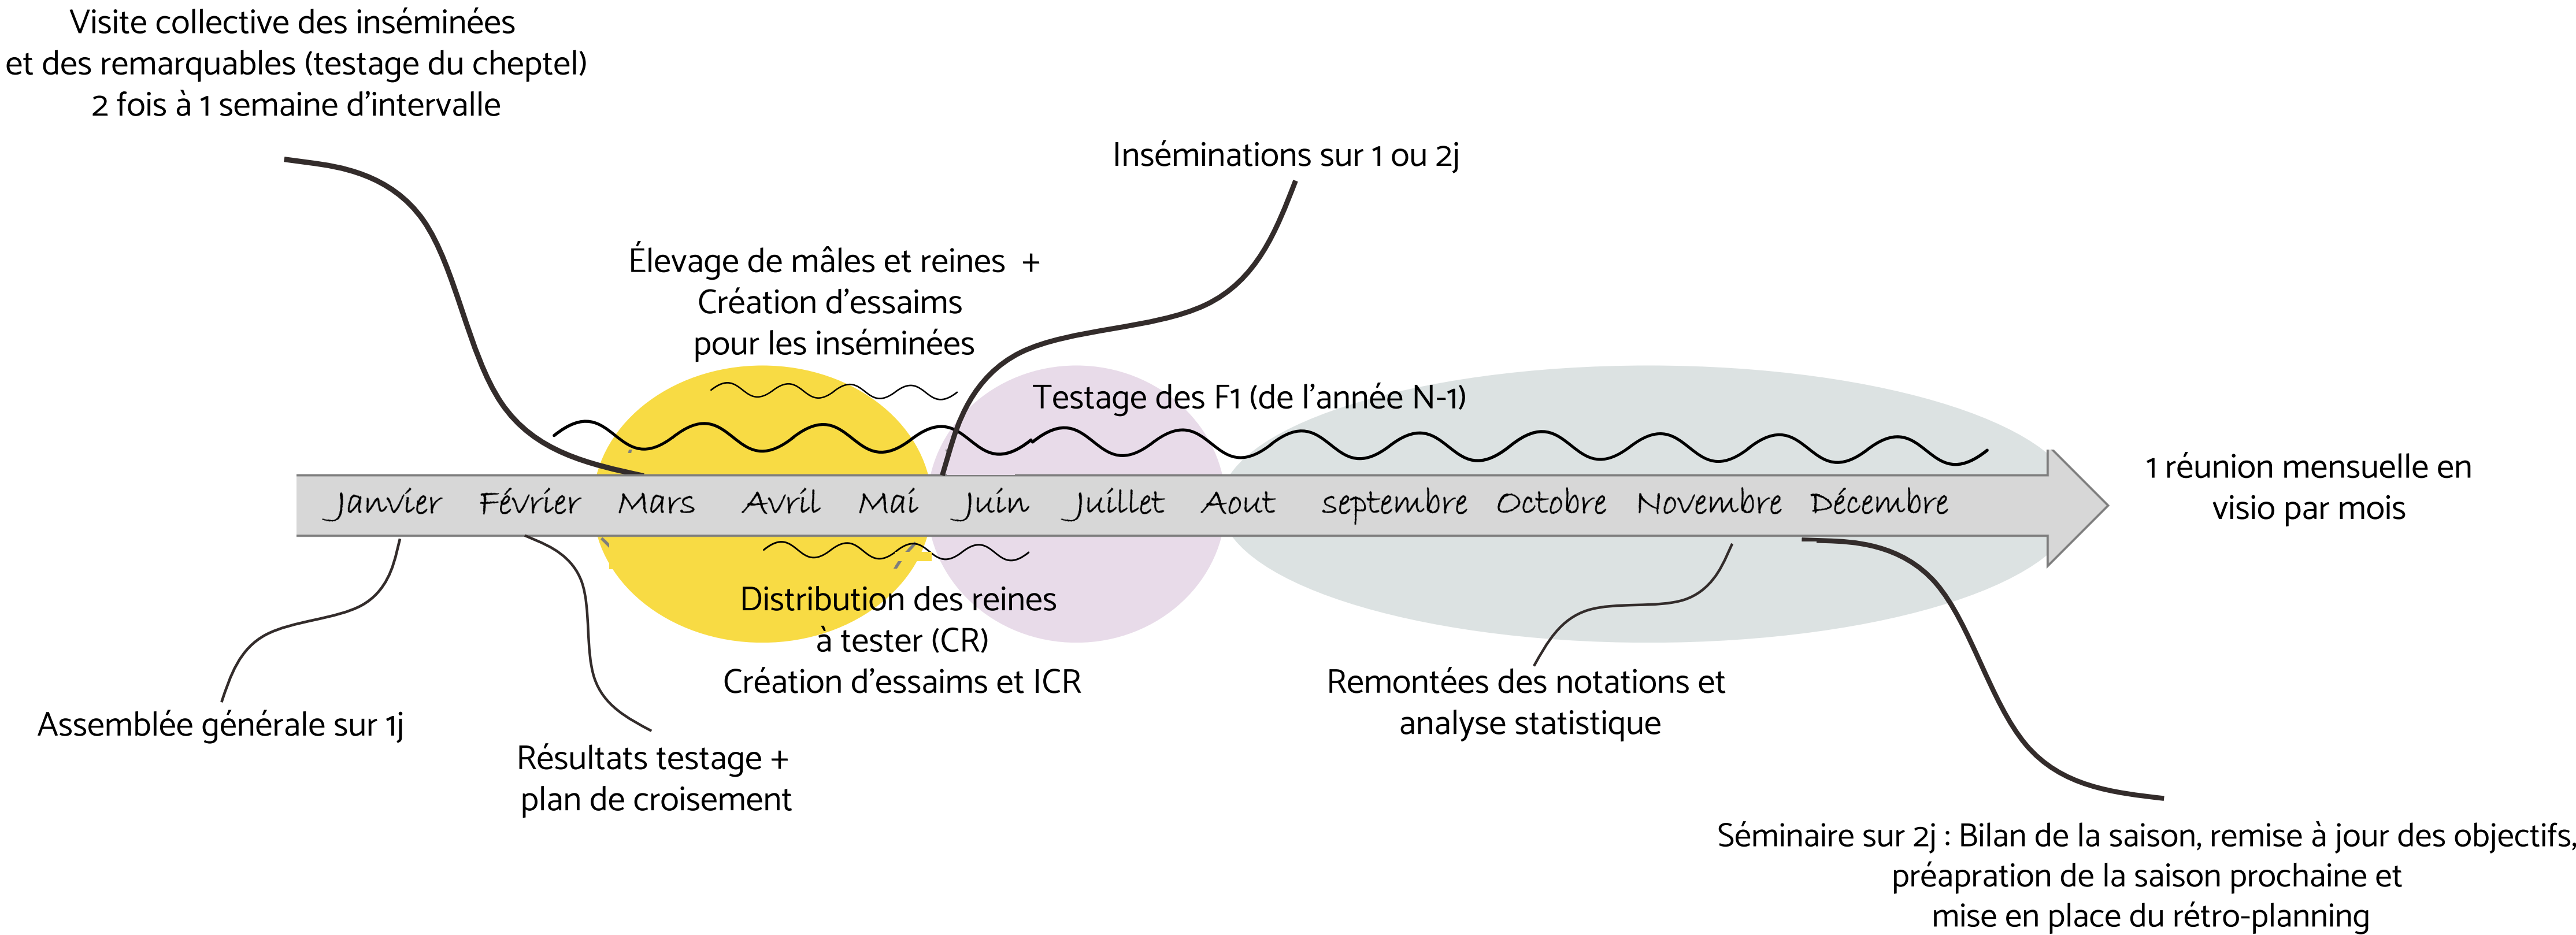 Visite collective des inséminées
et des remarquables (testage du cheptel)
2 fois à 1 semaine d'intervalle
Inséminations sur 1 ou 2j
Élevage de mâles et reines +
Création d'essaims
pour les inséminées
Testage des F1 (de l'année N-1)
Janvier Février Mars Avril Mai Juin Juillet Aout septembre Octobre Novembre Décembre
1 réunion mensuelle en
visio par mois
Distribution des reines
à tester (CR)
Création d'essaims et ICR
Assemblée générale sur 1j
Résultats testage +
plan de croisement
Remontées des notations et
analyse statistique
Séminaire sur 2j : Bilan de la saison, remise à jour des objectifs,
préapration de la saison prochaine et
mise en place du rétro-planning